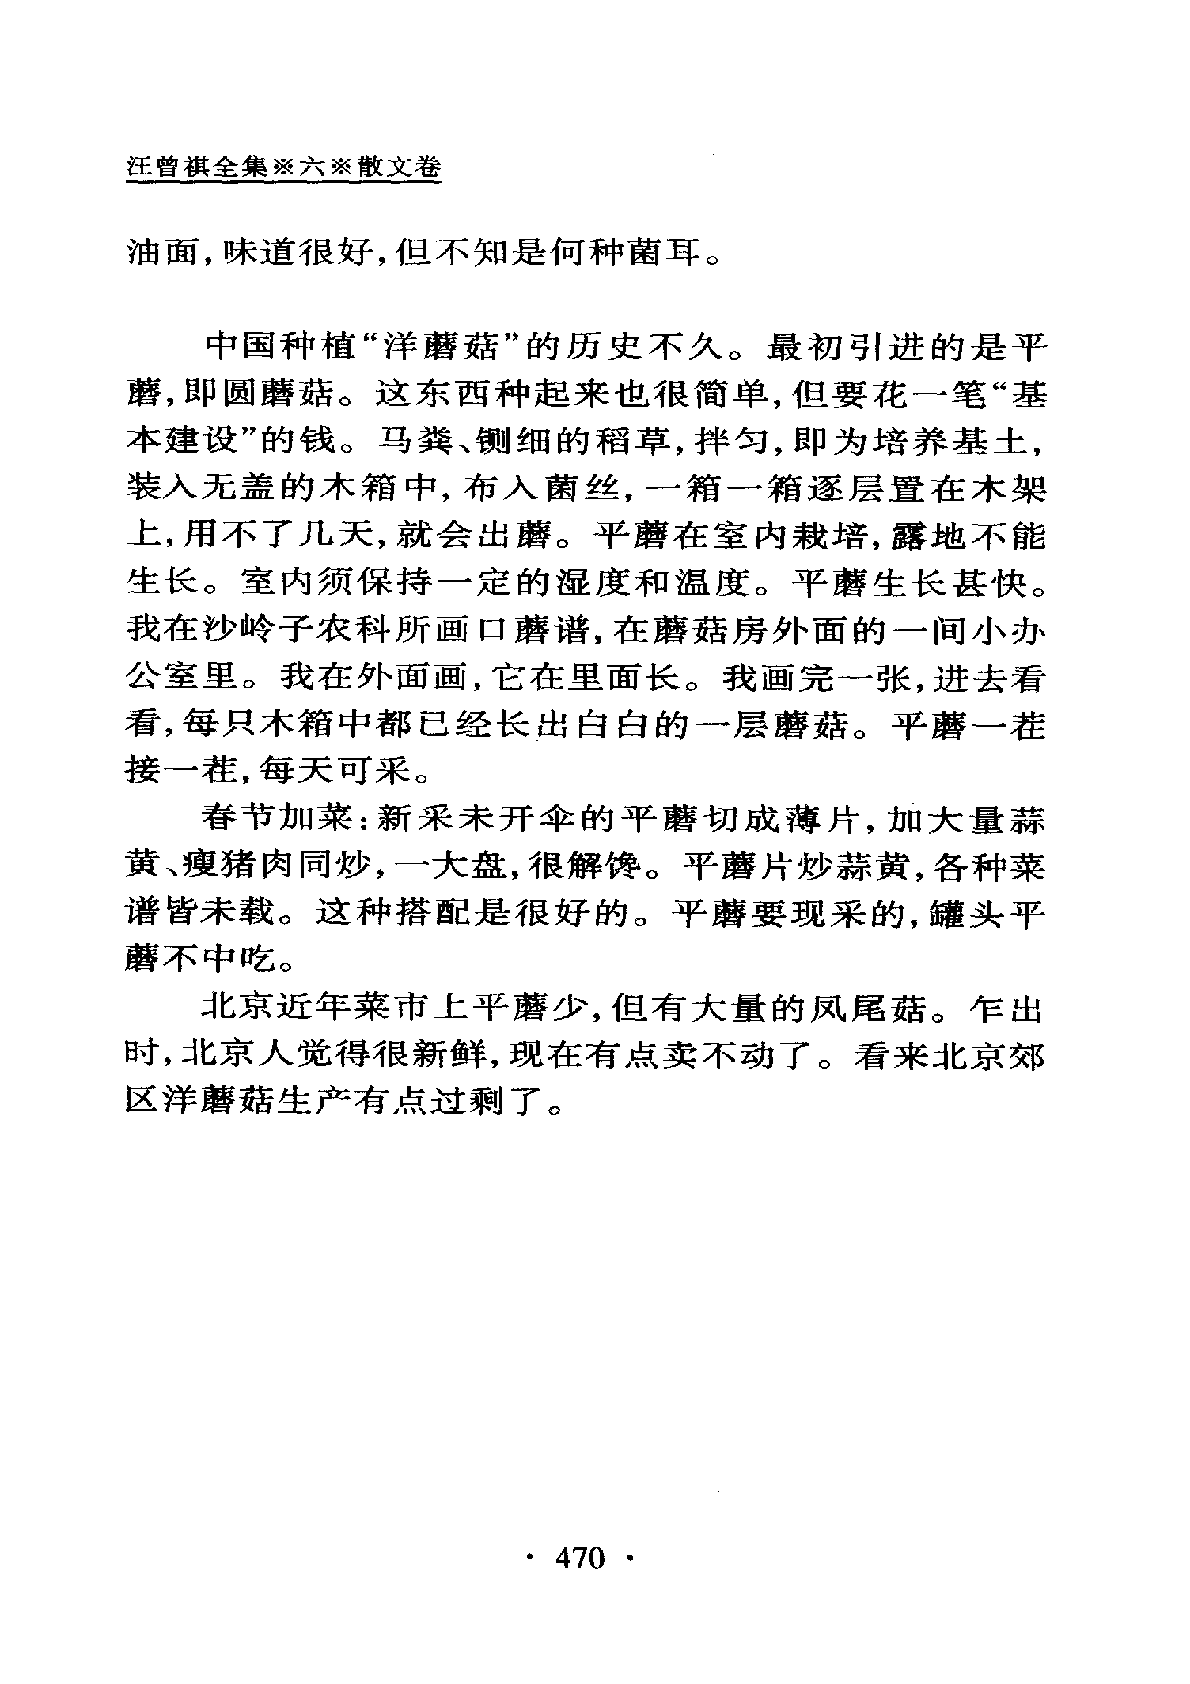 汪曾祺全集※六※散文卷
油面，味道很好，但不知是何种菌耳。
中国种植“洋蘑菇”的历史不久。最初引进的是平
蘑，即圆蘑菇。这东西种起来也很简单，但要花一笔“基
本建设”的钱。马粪、铡细的稻草，拌匀，即为培养基土，
装入无盖的木箱中，布入菌丝，一箱一箱逐层置在木架
上，用不了几天，就会出蘑。平蘑在室内栽培，露地不能
生长。室内须保持一定的湿度和温度。平蘑生长甚快。
我在沙岭子农科所画口蘑谱，在蘑菇房外面的一间小办
公室里。我在外面画，它在里面长。我画完一张，进去看
看，每只木箱中都已经长出白白的一层蘑菇。平蘑一茬
接一茬，每天可采。
春节加菜：新采未开伞的平蘑切成薄片，加大量蒜
黄、瘦猪肉同炒，一大盘，很解馋。平蘑片炒蒜黄，各种菜
谱皆未载。这种搭配是很好的。平蘑要现采的，罐头平
蘑不中吃。
北京近年菜市上平蘑少，但有大量的凤尾菇。乍出
时，北京人觉得很新鲜，现在有点卖不动了。看来北京郊
区洋蘑菇生产有点过剩了。
· 470 ·